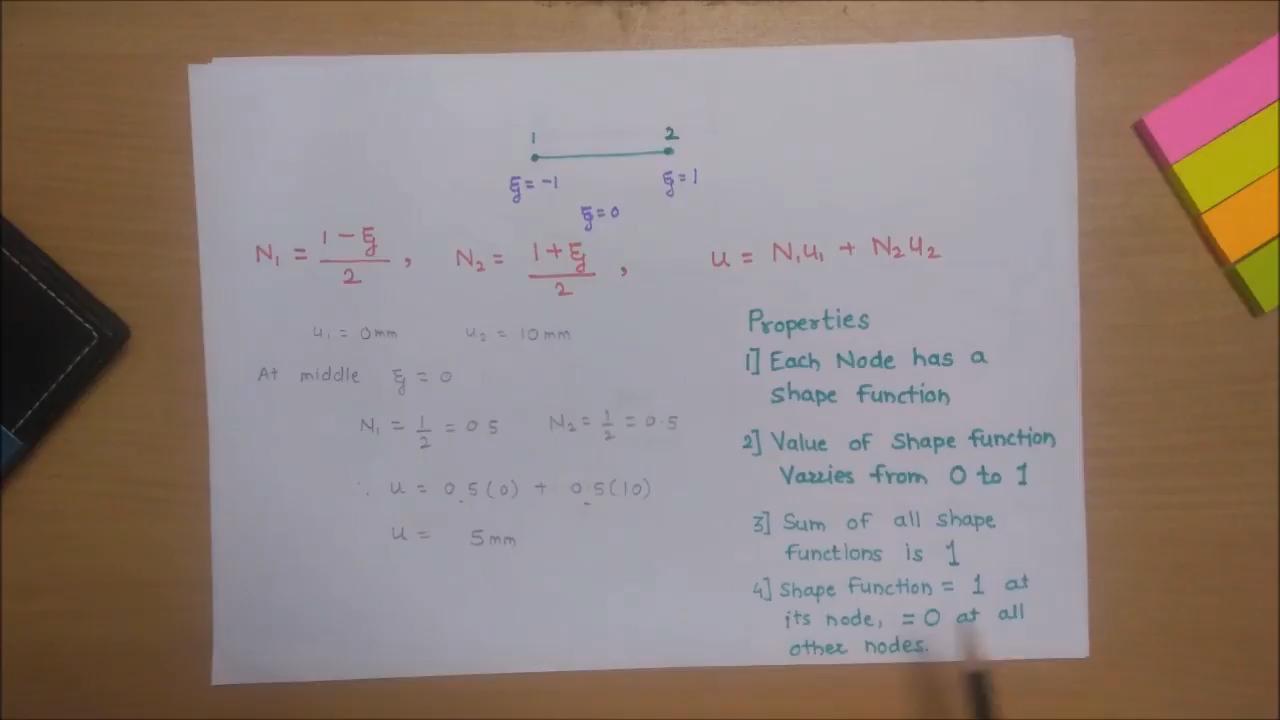 1 2
ξ = -1 ξ = 1
ξ = 0
N₁ = (1 - ξ)/2 , N₂ = (1 + ξ)/2 , u = N₁u₁ + N₂u₂
u₁ = 0mm u₂ = 10mm
At middle ξ = 0
N₁ = 1/2 = 0.5 N₂ = 1/2 = 0.5
∴ u = 0.5(0) + 0.5(10)
u = 5mm
Properties
1] Each Node has a
shape function
2] Value of shape function
Varries from 0 to 1
3] Sum of all shape
functions is 1
4] Shape function = 1 at
its node, = 0 at all
other nodes.